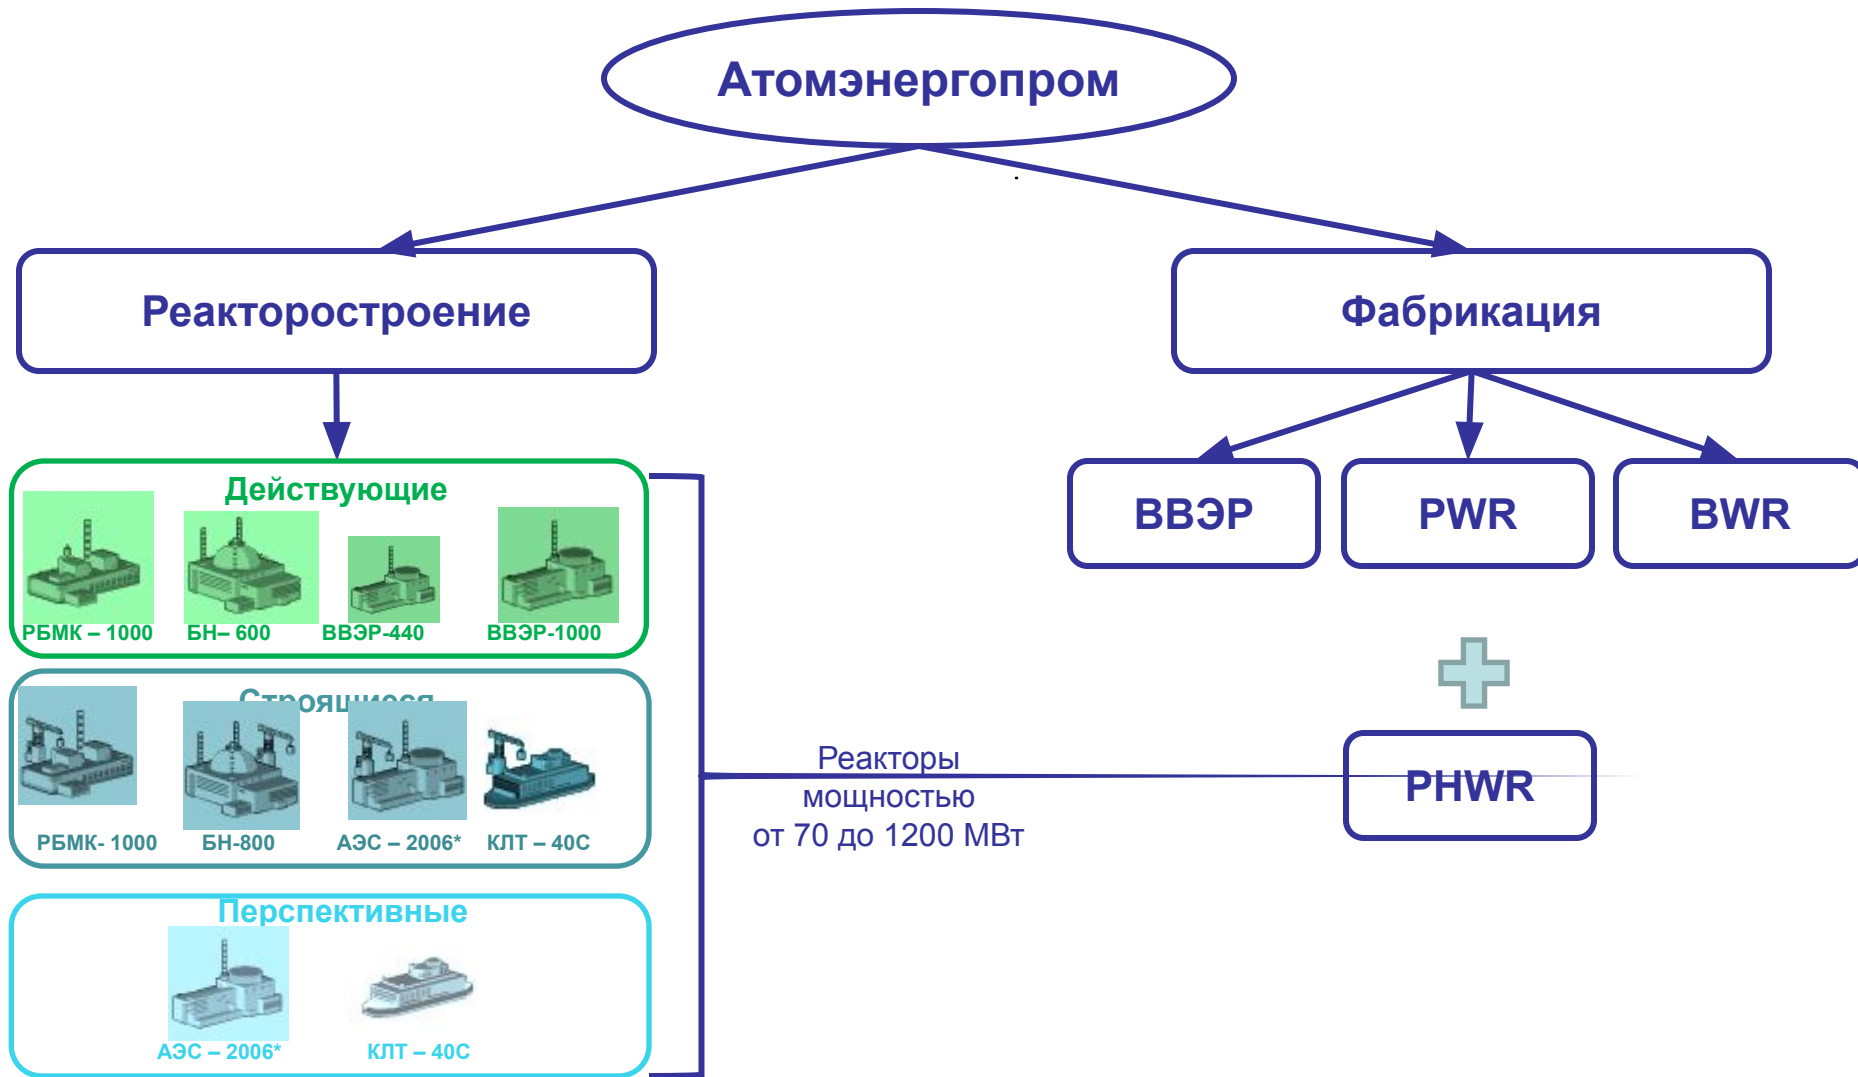 Атомэнергопром
Реакторостроение
Фабрикация
Действующие
РБМК – 1000
БН– 600
ВВЭР-440
ВВЭР-1000
Строящиеся
РБМК- 1000
БН-800
АЭС – 2006*
КЛТ – 40С
Перспективные
АЭС – 2006*
КЛТ – 40С
Реакторы
мощностью
от 70 до 1200 МВт
ВВЭР
PWR
BWR
PHWR